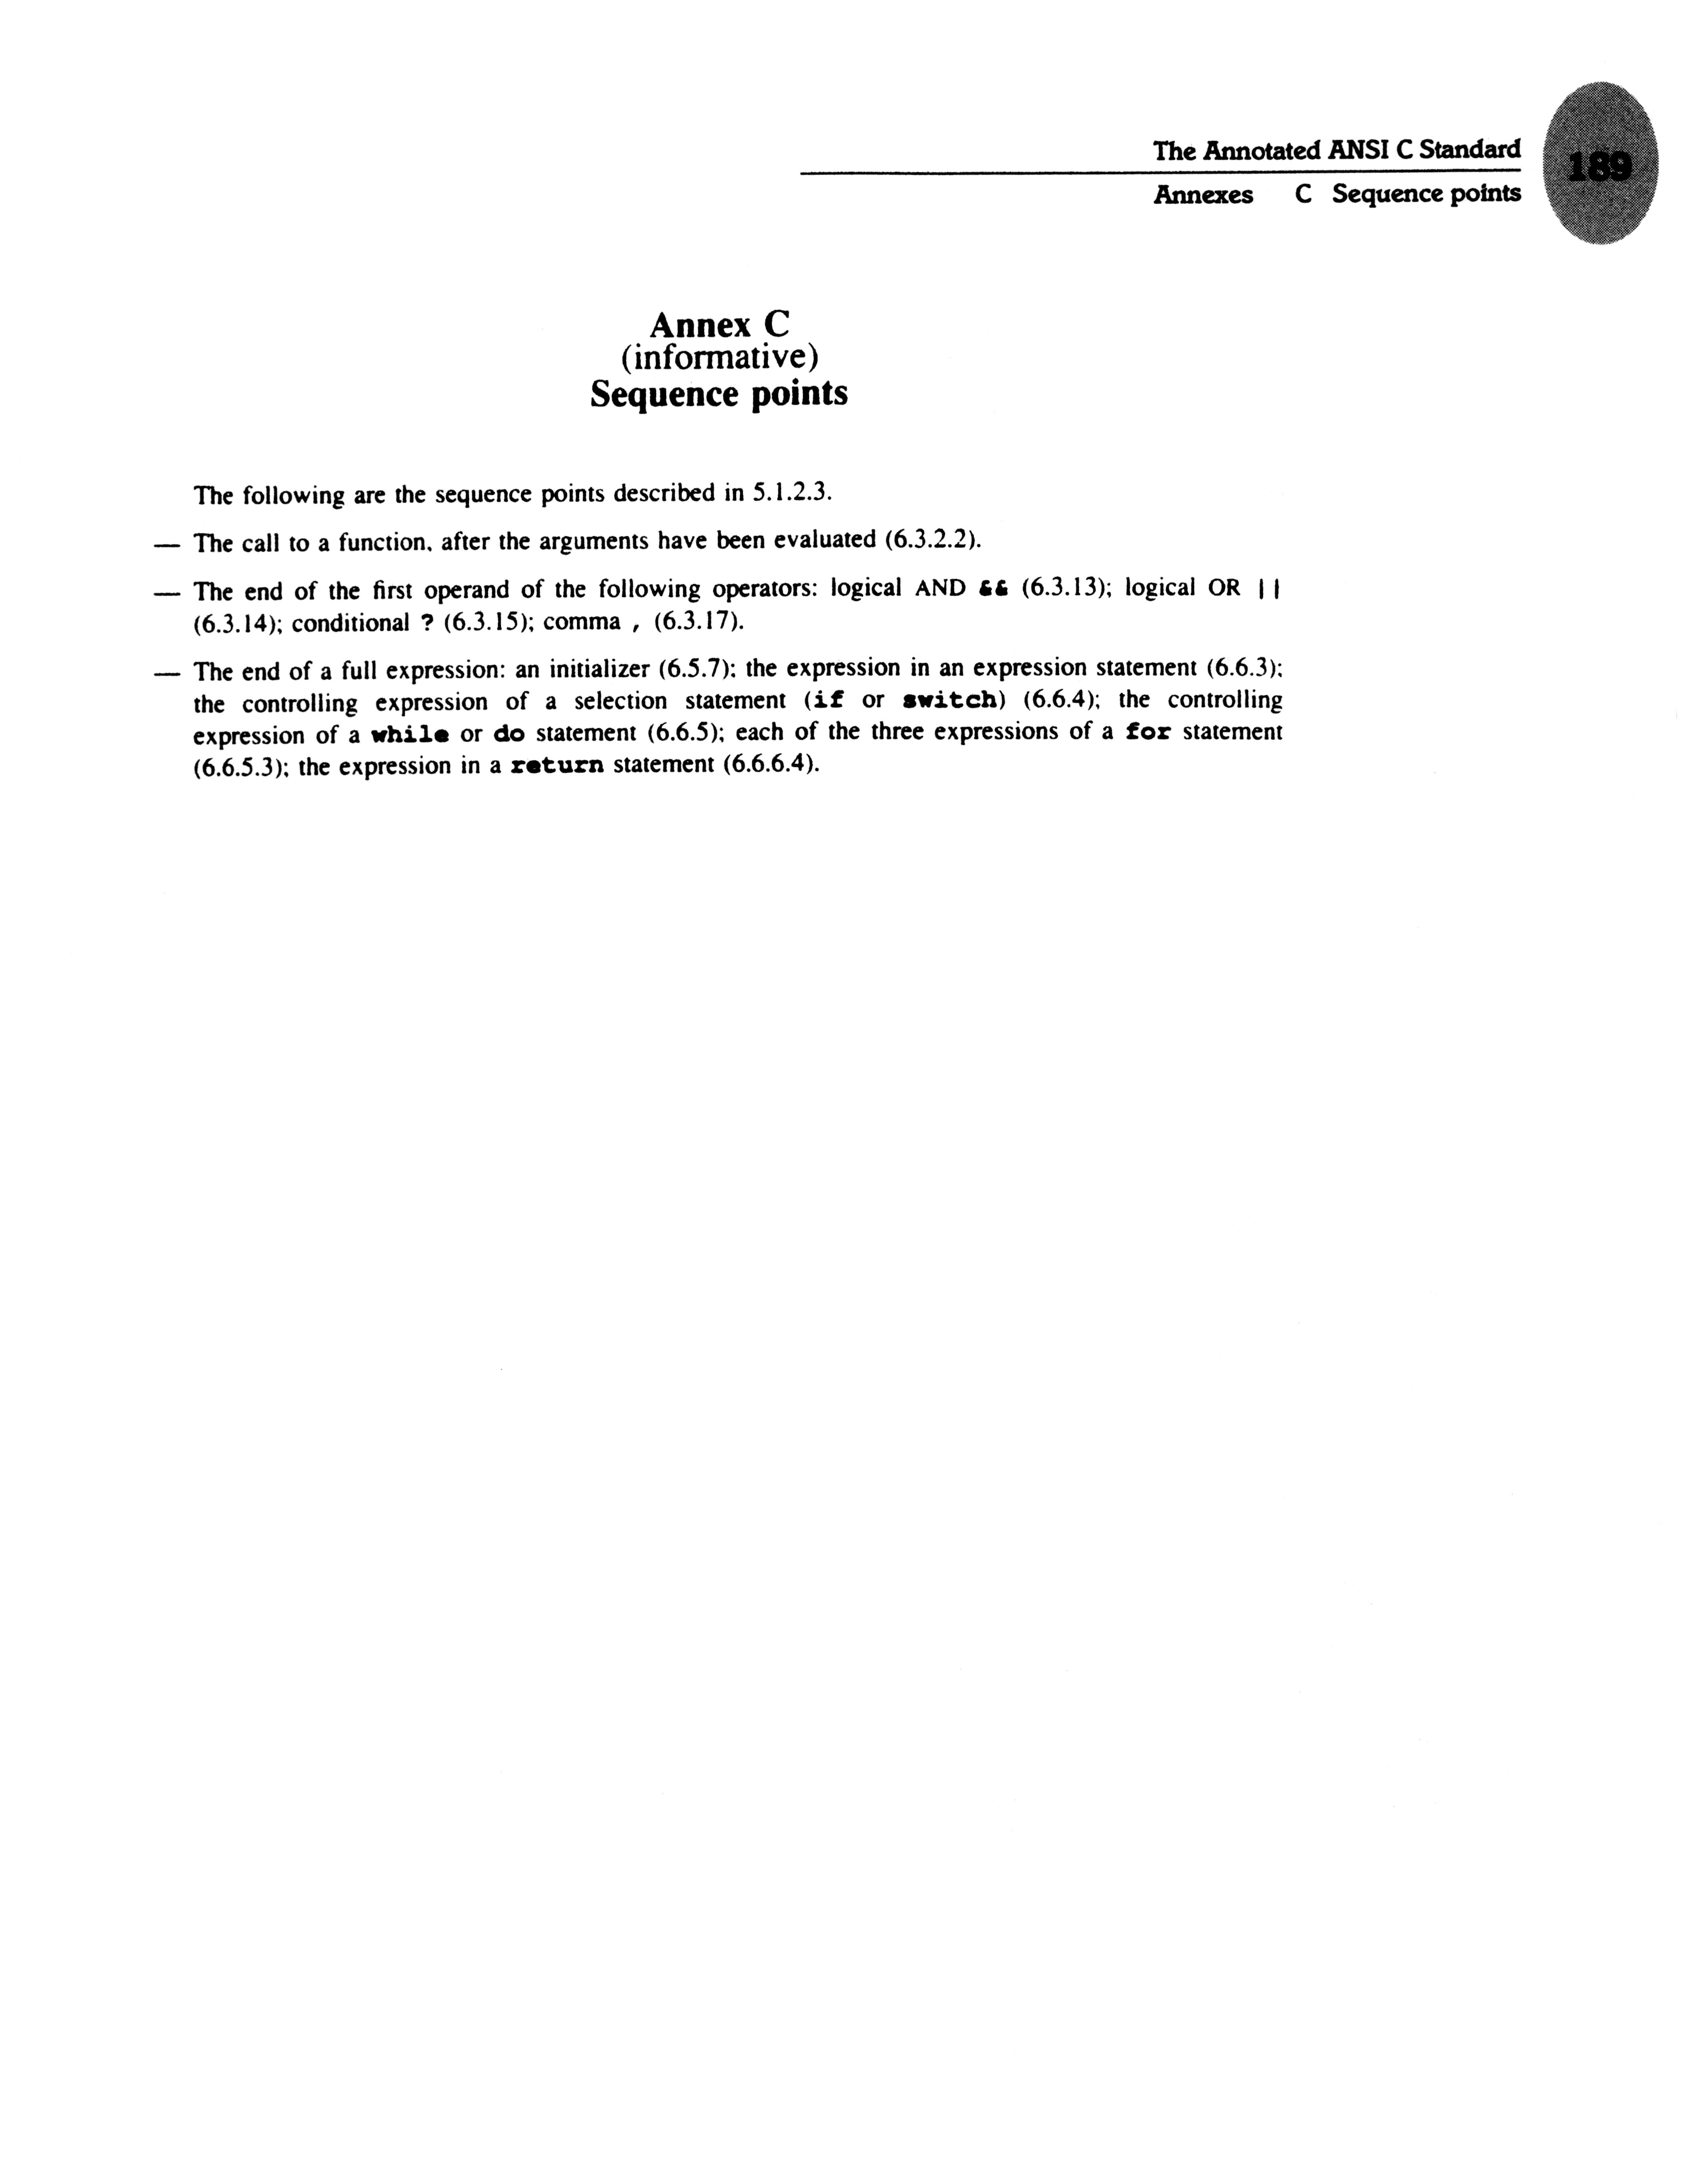 The Annotated ANSI C Standard
189
Annexes C Sequence points
Annex C
(informative)
Sequence points
The following are the sequence points described in 5.1.2.3.
— The call to a function, after the arguments have been evaluated (6.3.2.2).
— The end of the first operand of the following operators: logical AND && (6.3.13); logical OR ||
(6.3.14); conditional ? (6.3.15); comma , (6.3.17).
— The end of a full expression: an initializer (6.5.7); the expression in an expression statement (6.6.3);
the controlling expression of a selection statement (if or switch) (6.6.4); the controlling
expression of a while or do statement (6.6.5); each of the three expressions of a for statement
(6.6.5.3); the expression in a return statement (6.6.6.4).